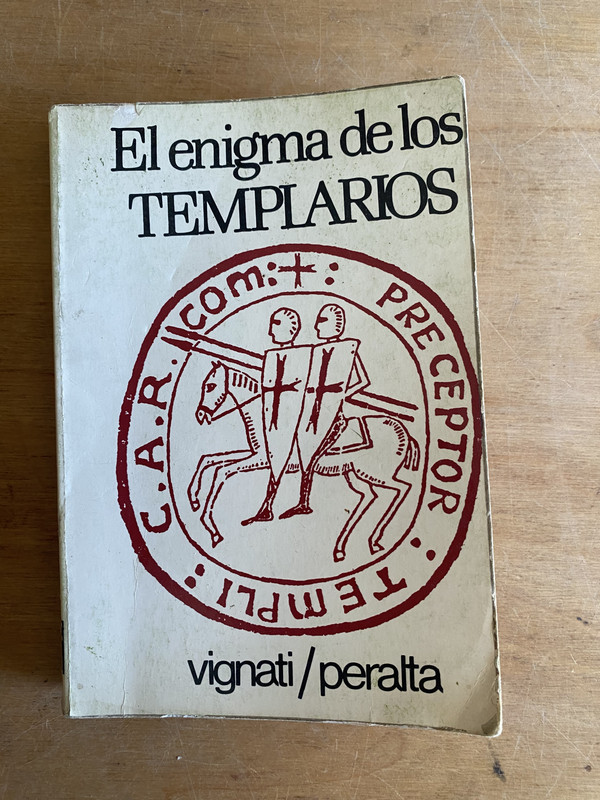 El enigma de los
TEMPLARIOS
com: + : PRECEPTOR : TEMPLI : C.A.R.
vignati/peralta